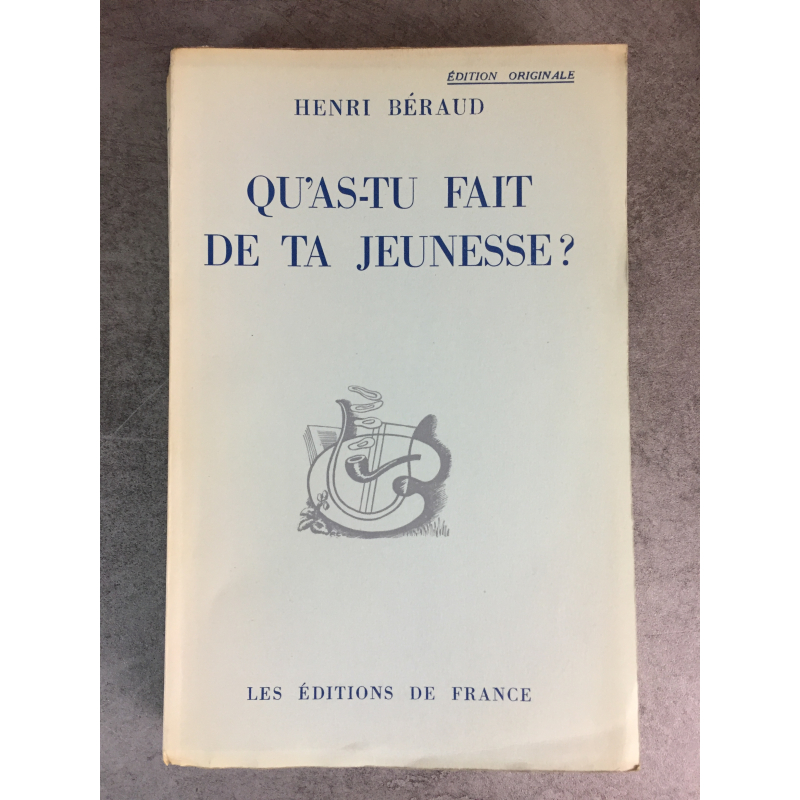 ÉDITION ORIGINALE
HENRI BÉRAUD
QU'AS-TU FAIT
DE TA JEUNESSE?
LES ÉDITIONS DE FRANCE